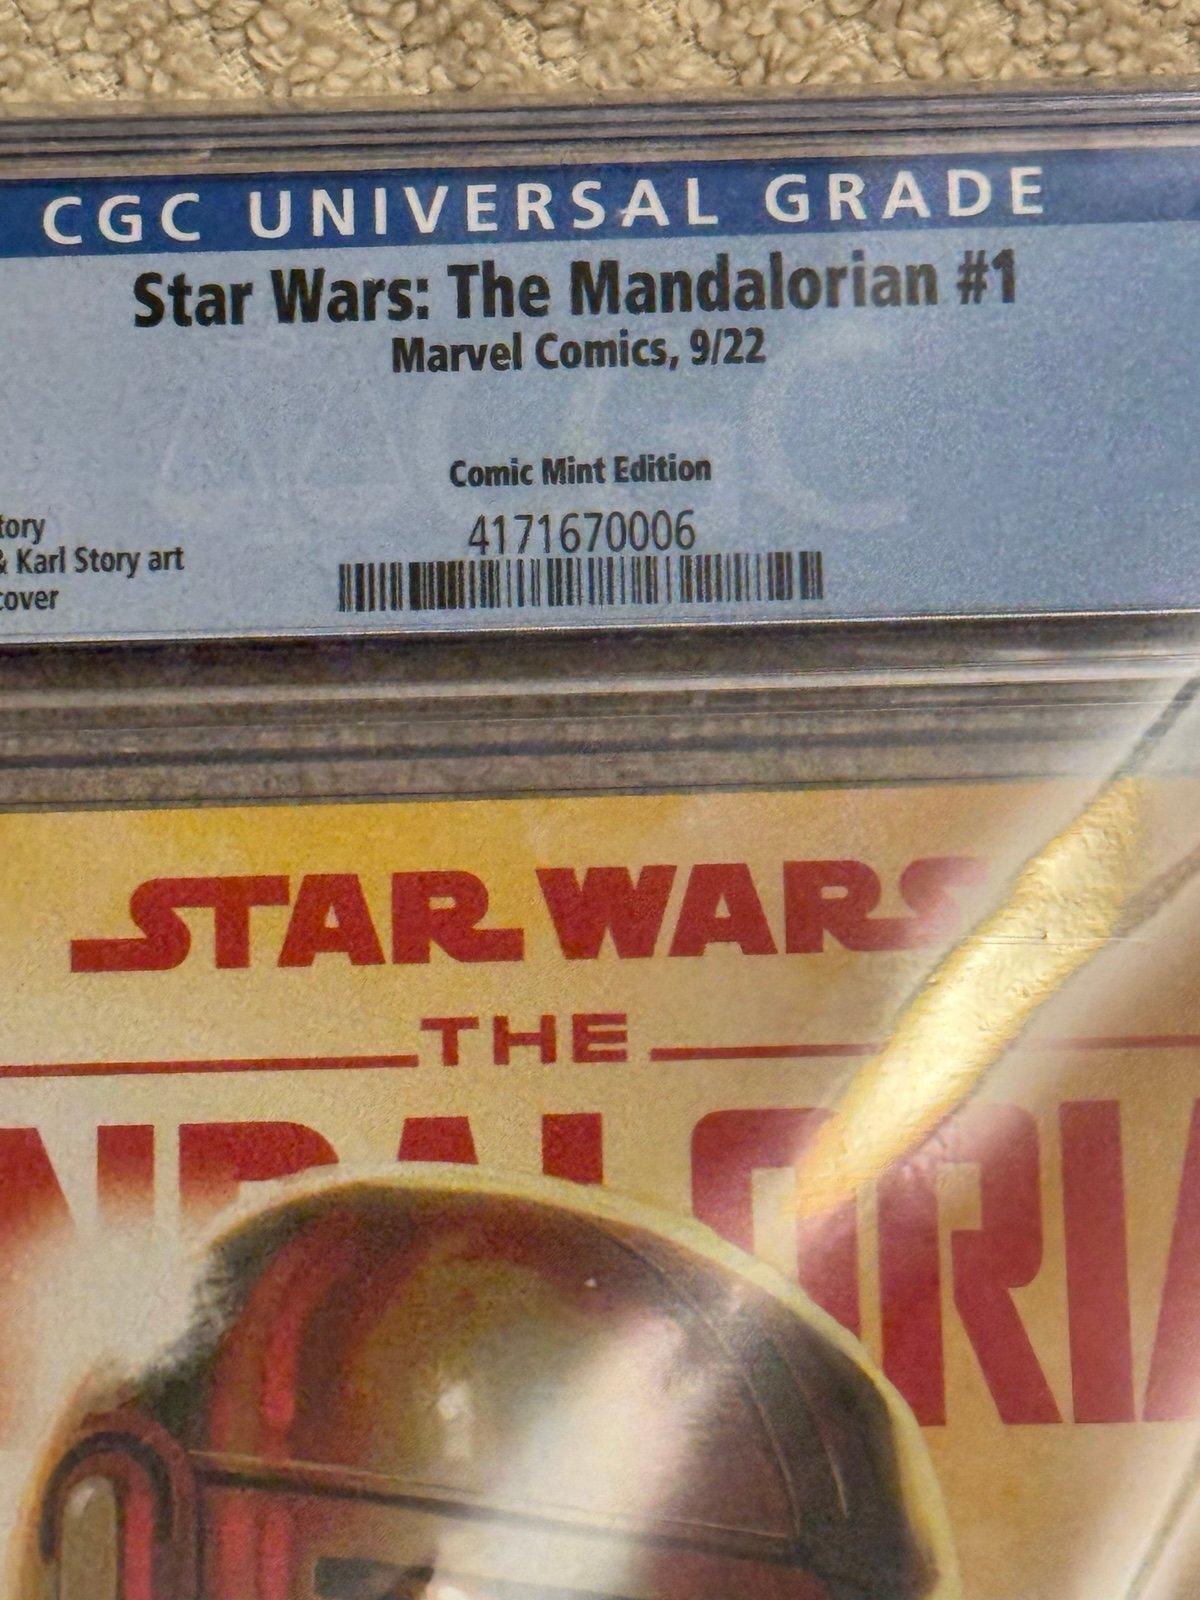 CGC UNIVERSAL GRADE
Star Wars: The Mandalorian #1
Marvel Comics, 9/22
Comic Mint Edition
4171670006
tory
& Karl Story art
cover
STAR WARS
THE
NDALORIA